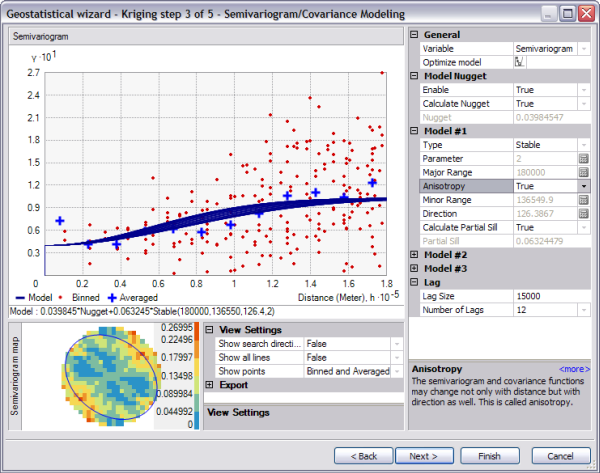 Geostatistical wizard - Kriging step 3 of 5 - Semivariogram/Covariance Modeling
Semivariogram
γ ·10¹
2.7
2.4
2.1
1.8
1.5
1.2
0.9
0.6
0.3
0 0.2 0.4 0.6 0.8 1 1.2 1.4 1.6 1.8
Model Binned Averaged Distance (Meter), h ·10⁻⁵
Model : 0.039845*Nugget+0.063245*Stable(180000,136550,126.4,2)
Semivariogram map
0.26995
0.22496
0.17997
0.13498
0.089984
0.044992
0
View Settings
Show search directi... False
Show all lines False
Show points Binned and Averaged
Export
View Settings
General
Variable Semivariogram
Optimize model
Model Nugget
Enable True
Calculate Nugget True
Nugget 0.03984547
Model #1
Type Stable
Parameter 2
Major Range 180000
Anisotropy True
Minor Range 136549.9
Direction 126.3867
Calculate Partial Sill True
Partial Sill 0.06324479
Model #2
Model #3
Lag
Lag Size 15000
Number of Lags 12
Anisotropy <more>
The semivariogram and covariance functions
may change not only with distance but with
direction as well. This is called anisotropy.
< Back Next > Finish Cancel